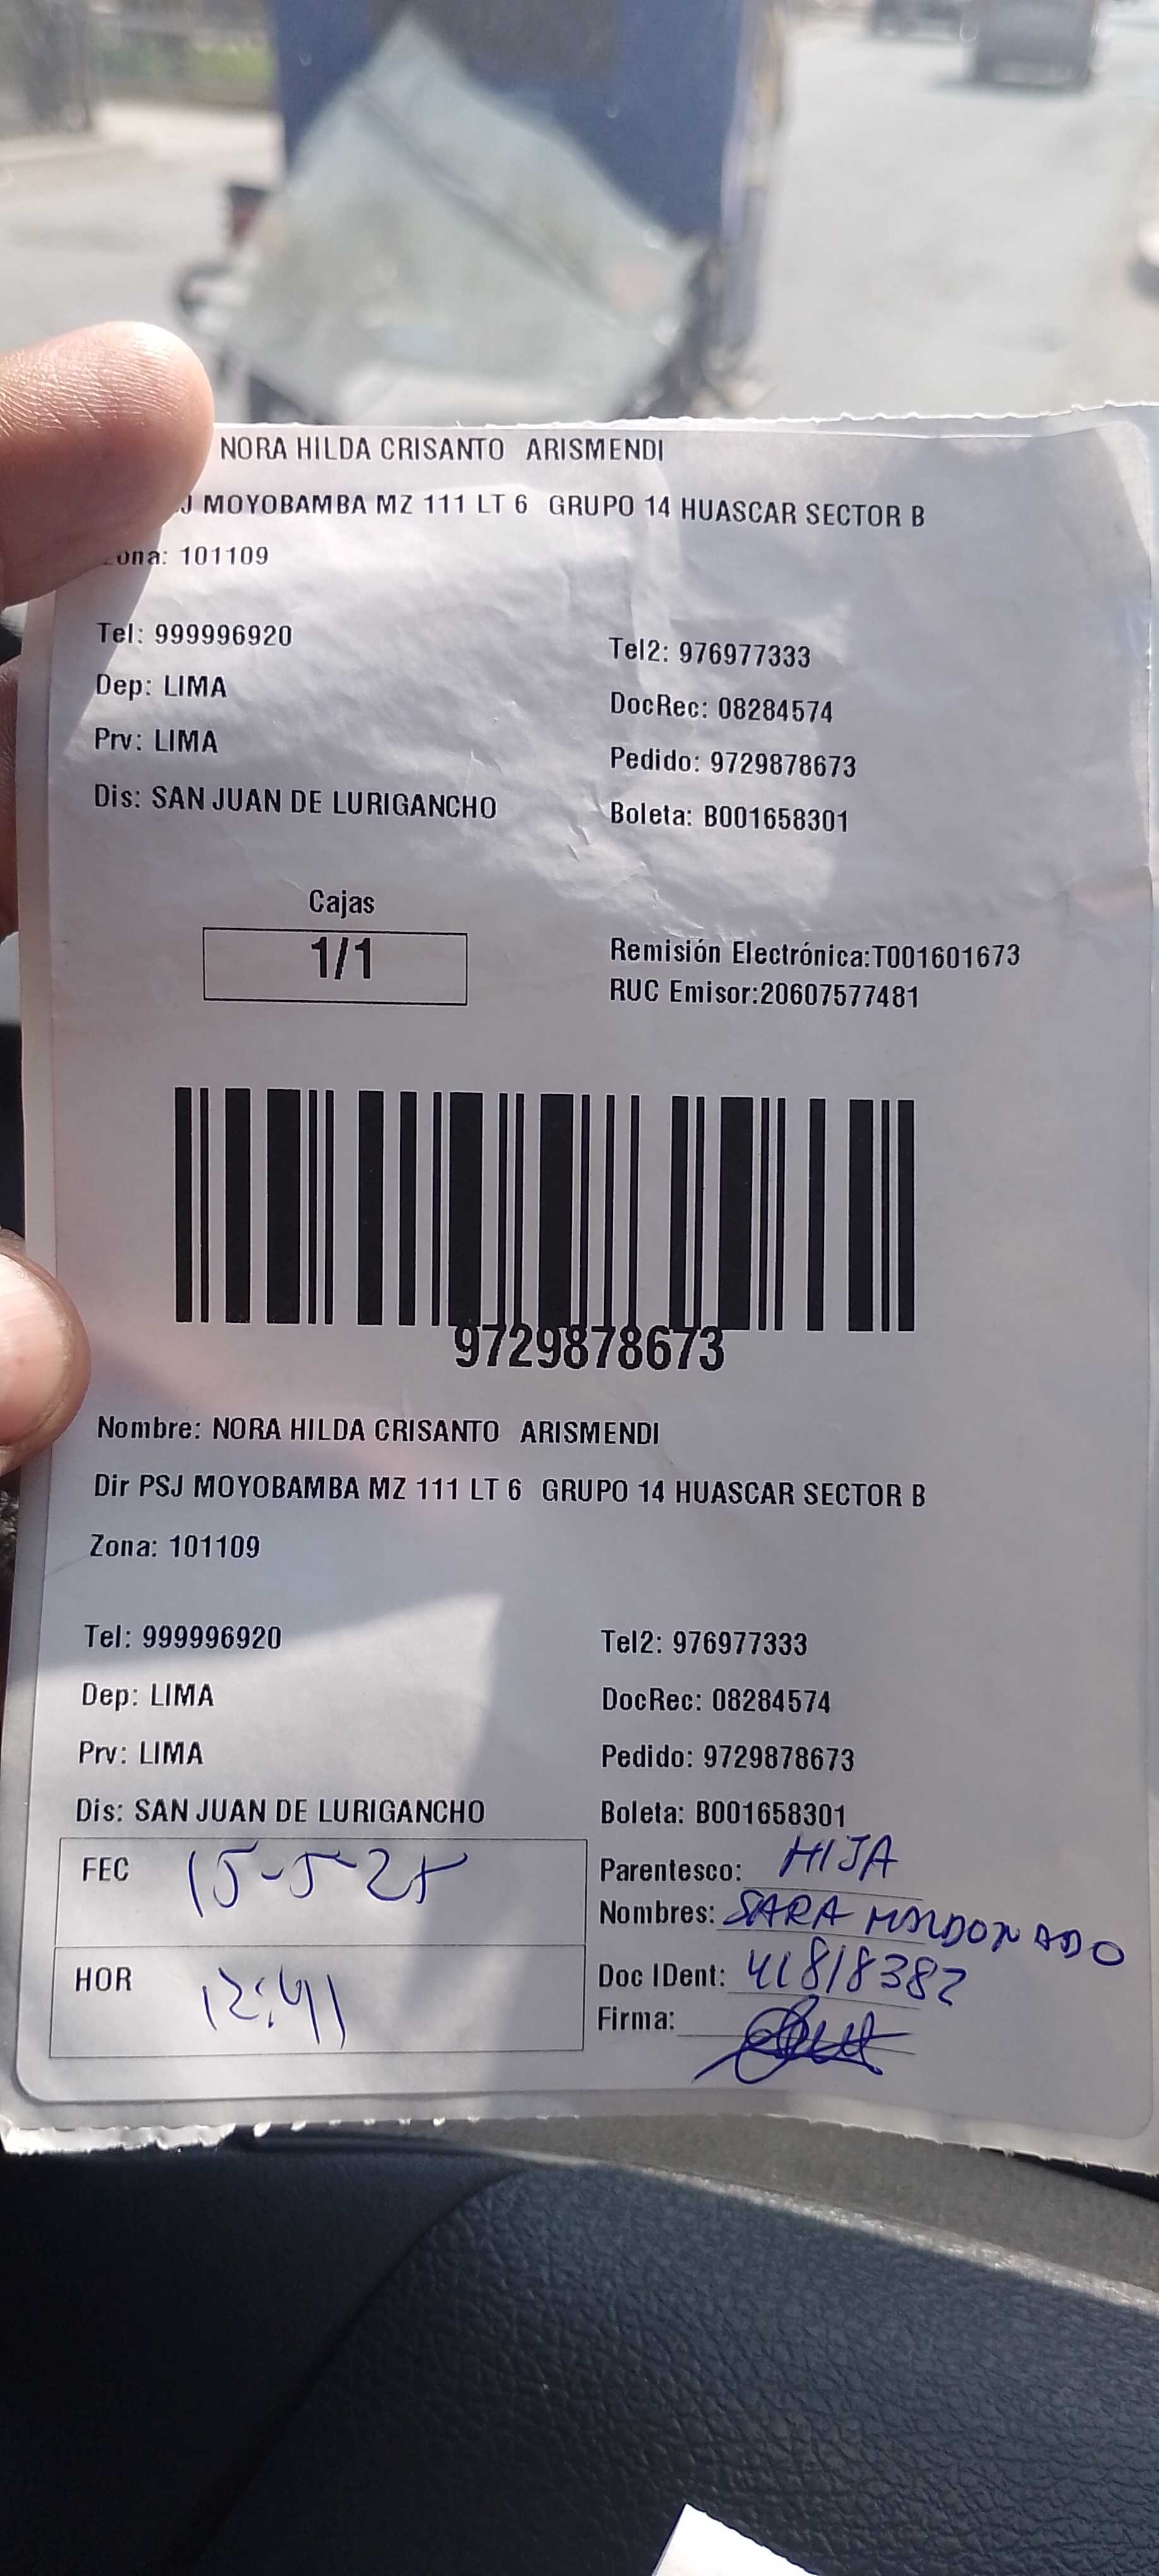 NORA HILDA CRISANTO ARISMENDI
J MOYOBAMBA MZ 111 LT 6 GRUPO 14 HUASCAR SECTOR B
ona: 101109
Tel: 999996920 Tel2: 976977333
Dep: LIMA DocRec: 08284574
Prv: LIMA Pedido: 9729878673
Dis: SAN JUAN DE LURIGANCHO Boleta: B001658301
Cajas
1/1
Remisión Electrónica:T001601673
RUC Emisor:20607577481
9729878673
Nombre: NORA HILDA CRISANTO ARISMENDI
Dir PSJ MOYOBAMBA MZ 111 LT 6 GRUPO 14 HUASCAR SECTOR B
Zona: 101109
Tel: 999996920 Tel2: 976977333
Dep: LIMA DocRec: 08284574
Prv: LIMA Pedido: 9729878673
Dis: SAN JUAN DE LURIGANCHO Boleta: B001658301
FEC Parentesco: HIJA
Nombres: SARA MALDONADO
HOR 12:41 Doc IDent: 41818382
Firma: